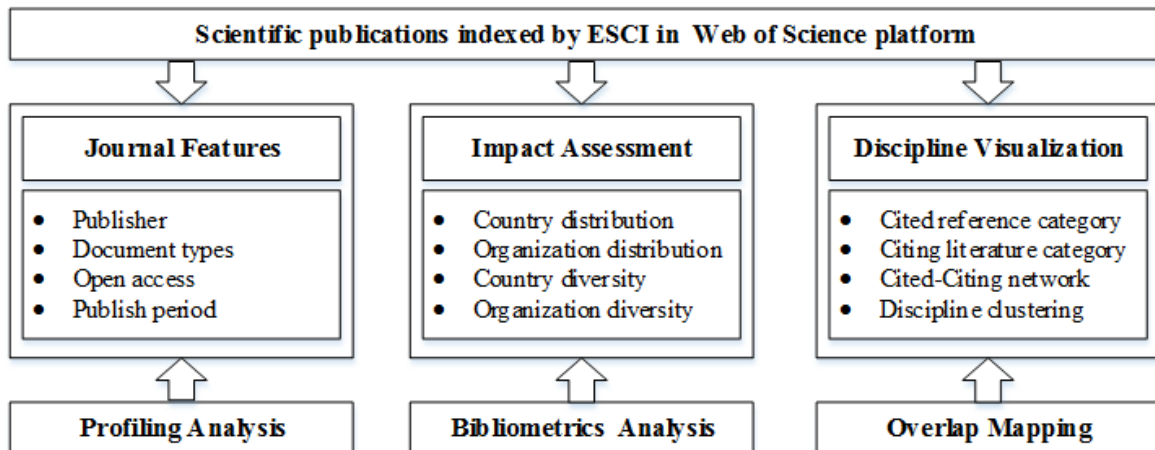 Scientific publications indexed by ESCI in Web of Science platform
Journal Features
• Publisher
• Document types
• Open access
• Publish period
Profiling Analysis
Impact Assessment
• Country distribution
• Organization distribution
• Country diversity
• Organization diversity
Bibliometrics Analysis
Discipline Visualization
• Cited reference category
• Citing literature category
• Cited-Citing network
• Discipline clustering
Overlap Mapping